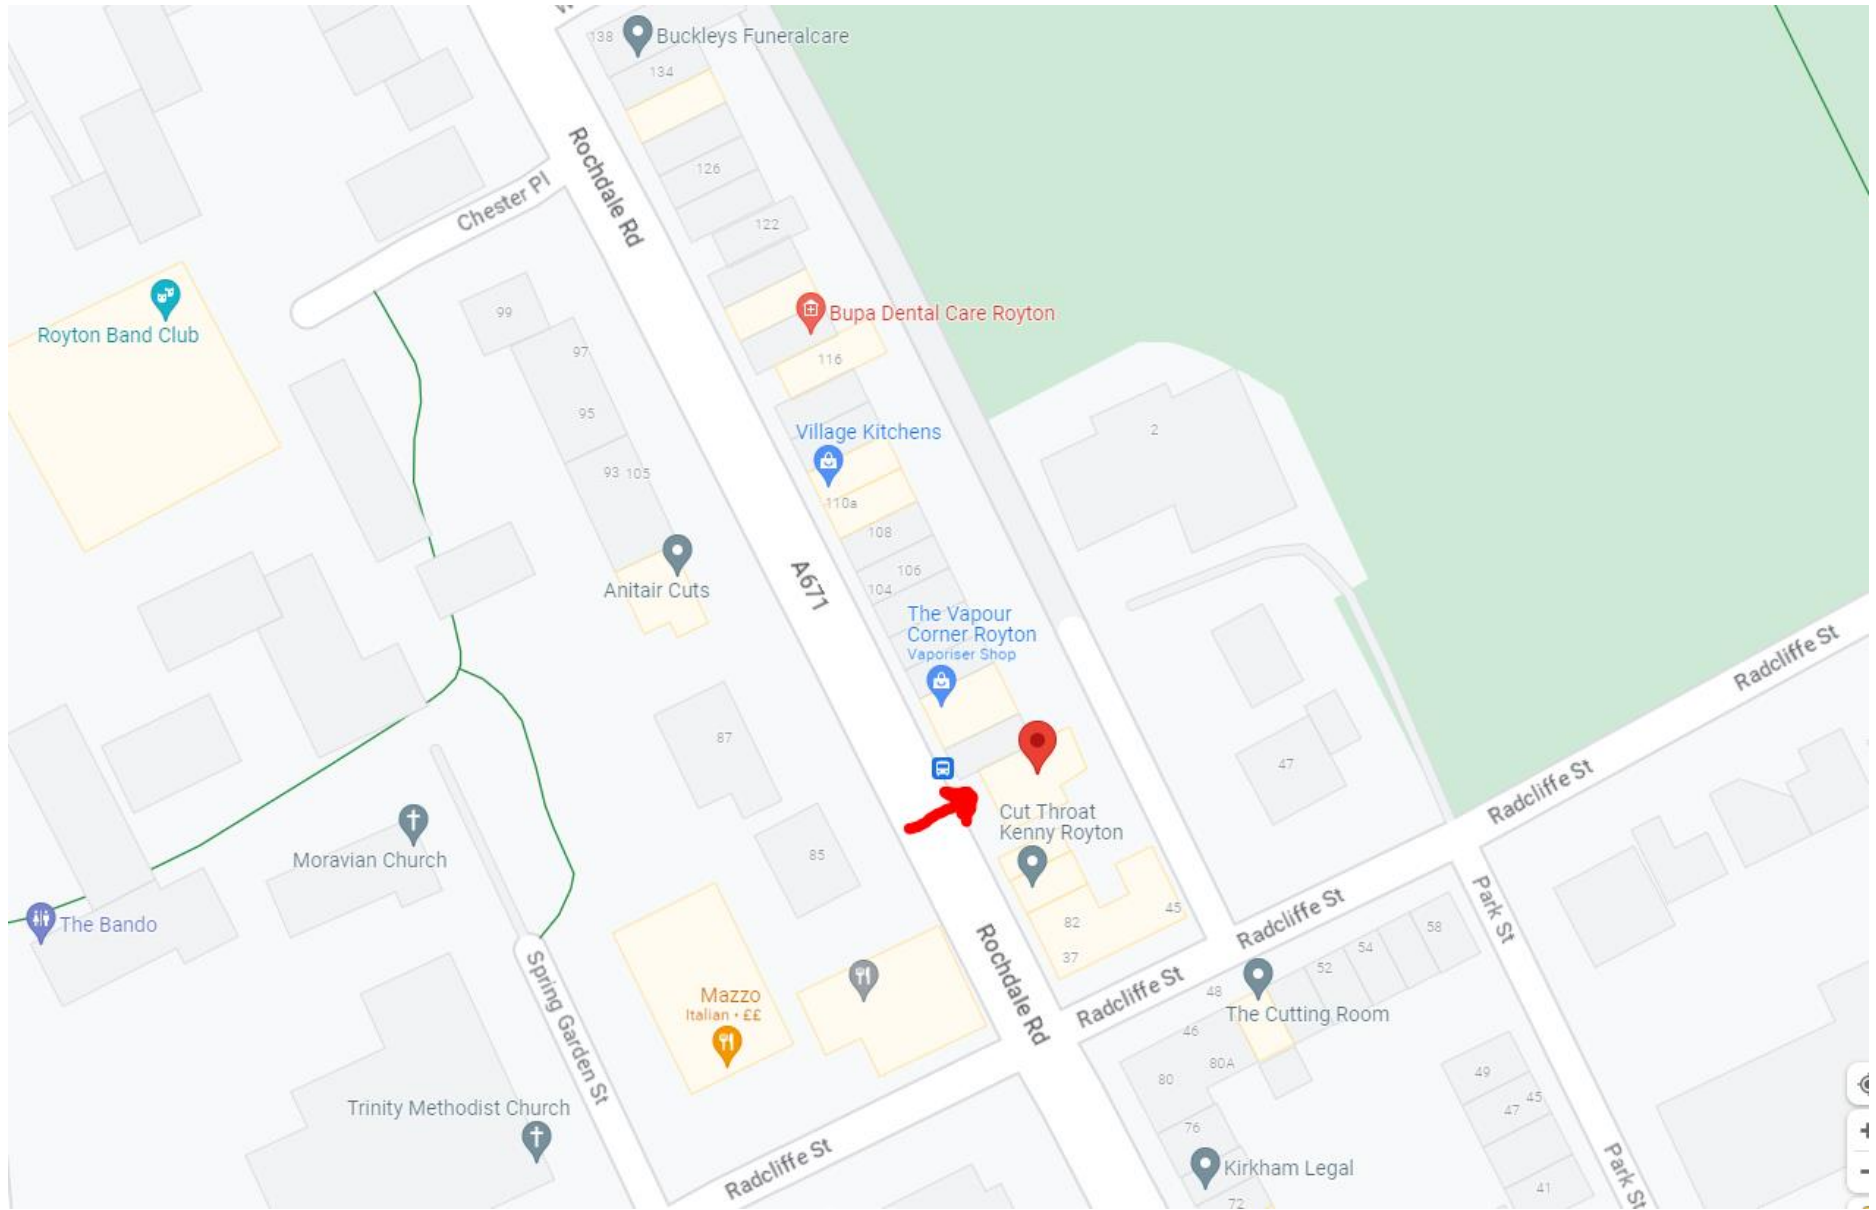 138
Buckleys Funeralcare
134
Rochdale Rd
126
Chester Pl
122
Royton Band Club
99
Bupa Dental Care Royton
97
116
95
Village Kitchens
2
93 105
110a
108
A671
106
104
Anitair Cuts
The Vapour
Corner Royton
Vaporiser Shop
Radcliffe St
87
47
Radcliffe St
Cut Throat
Kenny Royton
Moravian Church
85
The Bando
82
45
37
Radcliffe St
Park St
58
54
52
Rochdale Rd
Radcliffe St
48
The Cutting Room
Mazzo
Italian • ££
Spring Garden St
46
80A
80
49
45
47
Trinity Methodist Church
76
Kirkham Legal
Radcliffe St
Park St
41
72